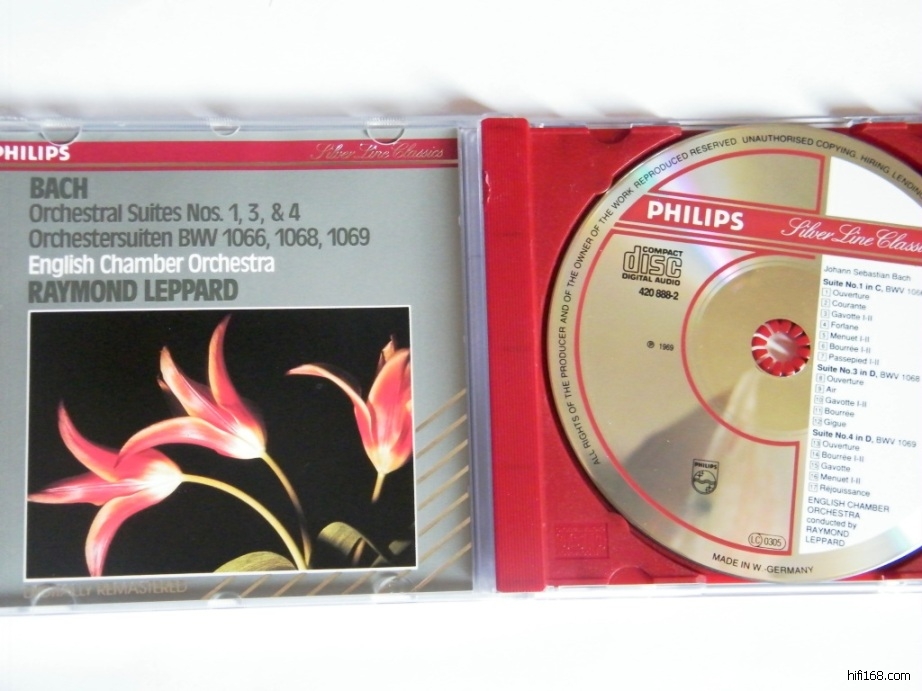 PHILIPS
Silver Line Classics
BACH
Orchestral Suites Nos. 1, 3, & 4
Orchestersuiten BWV 1066, 1068, 1069
English Chamber Orchestra
RAYMOND LEPPARD
DIGITALLY REMASTERED
ALL RIGHTS OF THE PRODUCER AND OF THE OWNER OF THE WORK REPRODUCED RESERVED. UNAUTHORISED COPYING, HIRING, LENDING
PHILIPS
Silver Line Classi
COMPACT
disc
DIGITAL AUDIO
420 888-2
℗ 1969
Johann Sebastian Bach
Suite No.1 in C, BWV 1066
1 Ouverture
2 Courante
3 Gavotte I-II
4 Forlane
5 Menuet I-II
6 Bourrée I-II
7 Passepied I-II
Suite No.3 in D, BWV 1068
8 Ouverture
9 Air
10 Gavotte I-II
11 Bourrée
12 Gigue
Suite No.4 in D, BWV 1069
13 Ouverture
14 Bourrée I-II
15 Gavotte
16 Menuet I-II
17 Réjouissance
ENGLISH CHAMBER
ORCHESTRA
conducted by
RAYMOND
LEPPARD
PHILIPS
LC 0305
MADE IN W.-GERMANY
hifi168.com